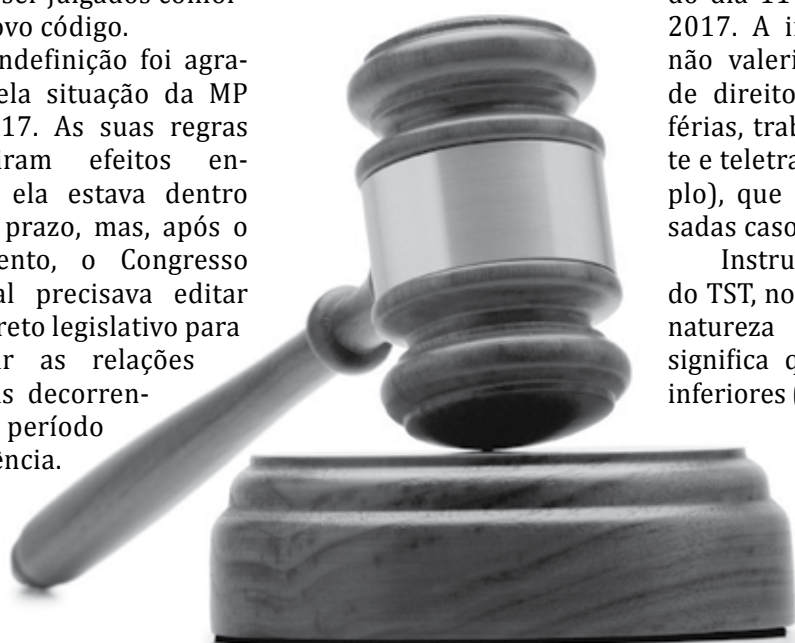 ser julgados confor-
ovo código.
ndefinição foi agra-
ela situação da MP
17. As suas regras
iram efeitos en-
ela estava dentro
prazo, mas, após o
ento, o Congresso
al precisava editar
reto legislativo para
r as relações
s decorren-
período
ência.
do dia 11
2017. A i
não valeri
de direito
férias, trab
te e teletra
plo), que
sadas caso
Instru
do TST, no
natureza
significa q
inferiores (